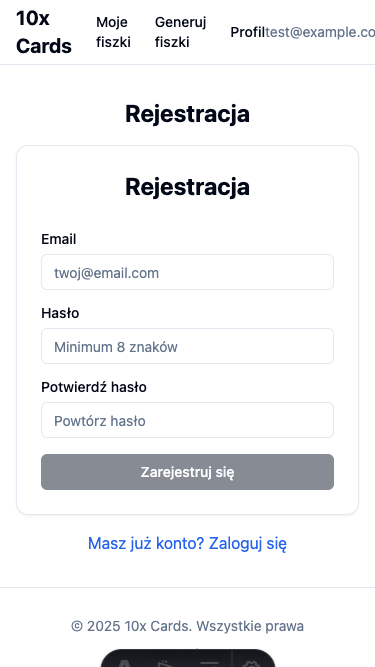 10x
Cards
Moje
fiszki
Generuj
fiszki
Profil
test@example.co
Rejestracja
Rejestracja
Email
twoj@email.com
Hasło
Minimum 8 znaków
Potwierdź hasło
Powtórz hasło
Zarejestruj się
Masz już konto? Zaloguj się
© 2025 10x Cards. Wszystkie prawa